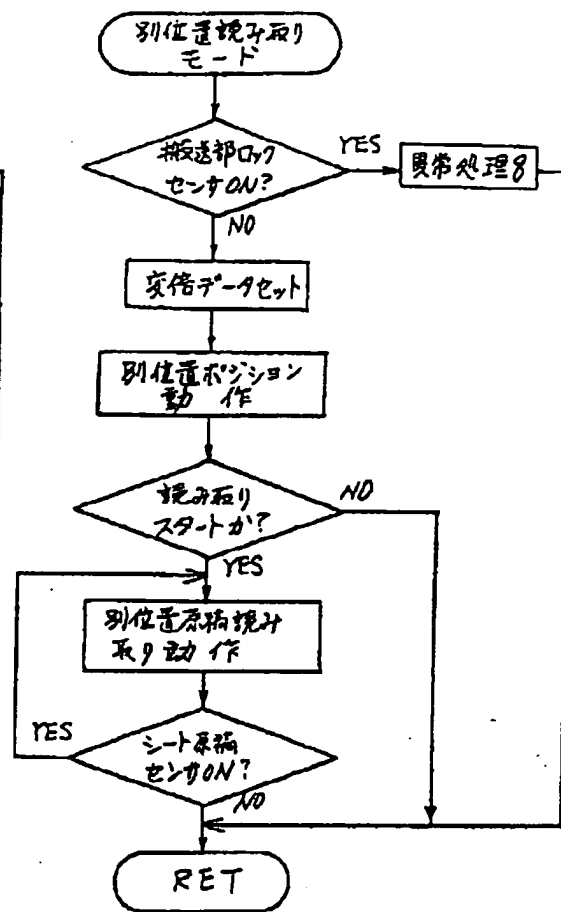 別位置読み取り
モード
搬送部ロック
センサON?
YES
異常処理8
NO
変倍データセット
別位置ポジション
動 作
読み取り
スタートか?
NO
YES
別位置原稿読み
取り動作
シート原稿
センサON?
YES
NO
RET